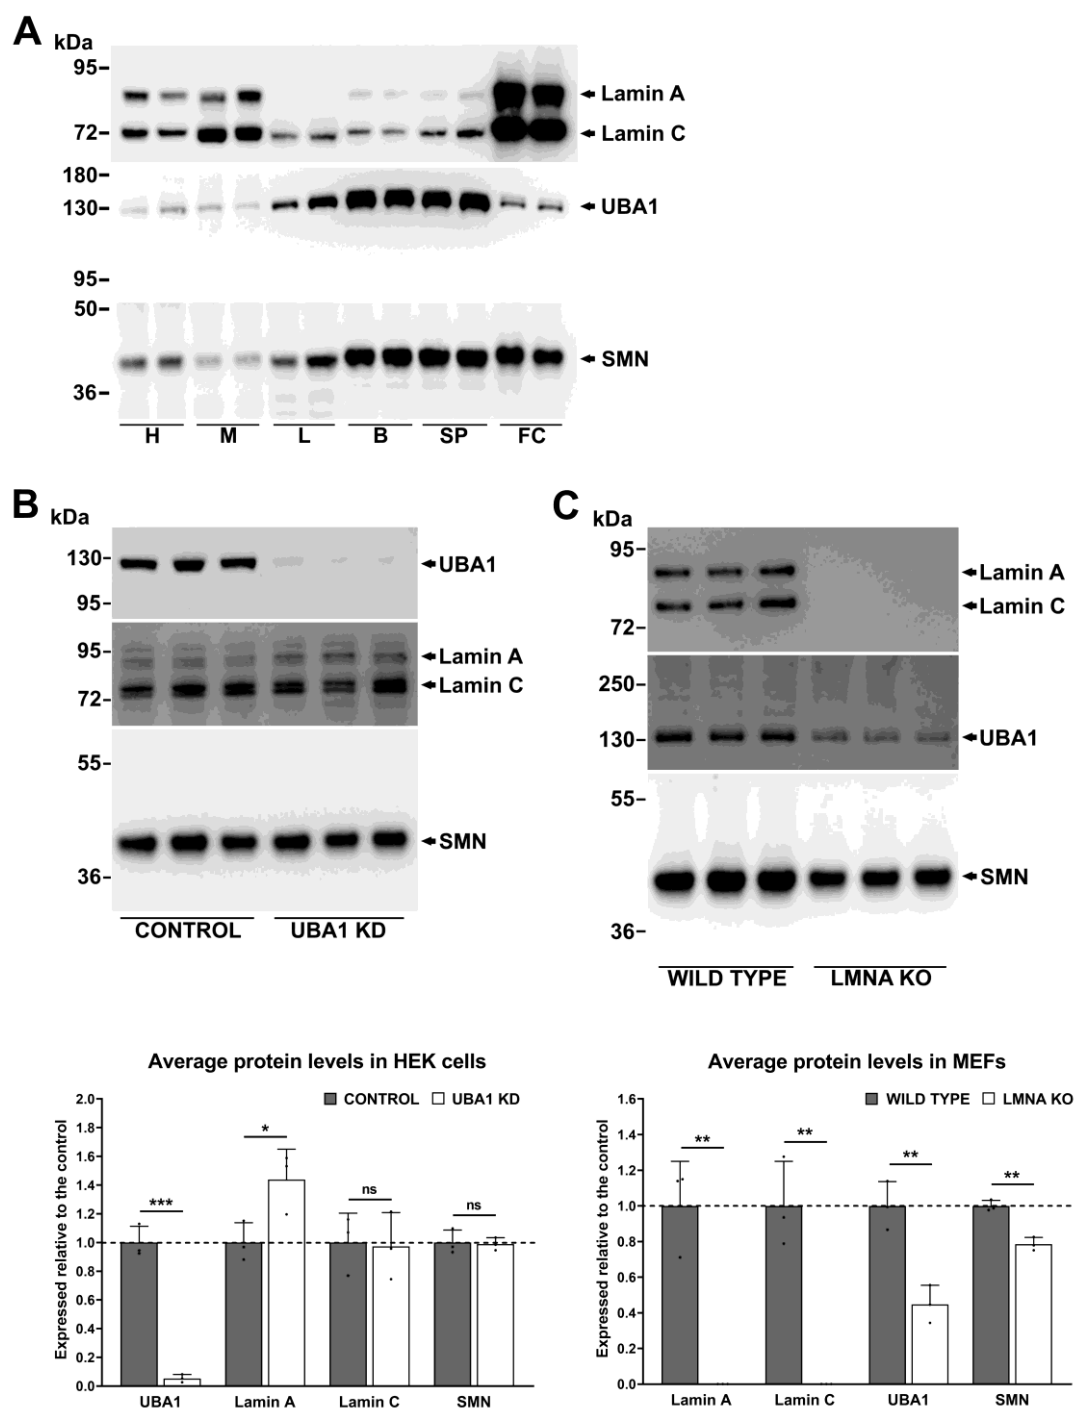 A
kDa
95
Lamin A
72
Lamin C
180
130
UBA1
95
50
SMN
36
H M L B SP FC
B
kDa
130
UBA1
95
95
Lamin A
Lamin C
72
55
SMN
36
CONTROL UBA1 KD
C
kDa
95
Lamin A
Lamin C
72
250
130
UBA1
55
SMN
36
WILD TYPE LMNA KO
Average protein levels in HEK cells
CONTROL UBA1 KD
Expressed relative to the control
2.0
1.8
1.6
1.4
1.2
1.0
0.8
0.6
0.4
0.2
0.0
***
*
ns
ns
UBA1 Lamin A Lamin C SMN
Average protein levels in MEFs
WILD TYPE LMNA KO
Expressed relative to the control
1.6
1.4
1.2
1.0
0.8
0.6
0.4
0.2
0.0
**
**
**
**
Lamin A Lamin C UBA1 SMN